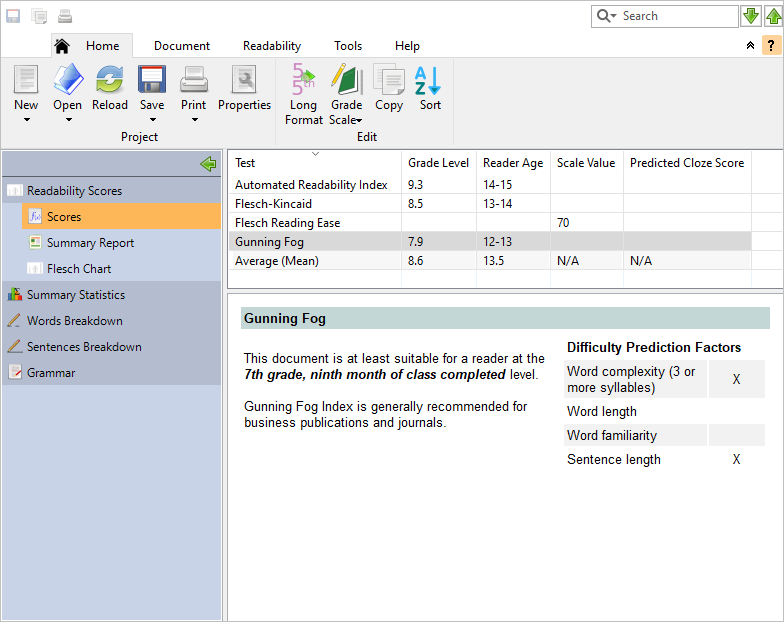 Search
?
Home Document Readability Tools Help
New Open Reload Save Print Properties
Project
5th
Long Format
Grade Scale
Copy
A Z
Sort
Edit
Readability Scores
f(x) Scores
Summary Report
Flesch Chart
Summary Statistics
Words Breakdown
Sentences Breakdown
Grammar
Test Grade Level Reader Age Scale Value Predicted Cloze Score
Automated Readability Index 9.3 14-15
Flesch-Kincaid 8.5 13-14
Flesch Reading Ease 70
Gunning Fog 7.9 12-13
Average (Mean) 8.6 13.5 N/A N/A
Gunning Fog
This document is at least suitable for a reader at the
7th grade, ninth month of class completed level.
Gunning Fog Index is generally recommended for
business publications and journals.
Difficulty Prediction Factors
Word complexity (3 or
more syllables) X
Word length
Word familiarity
Sentence length X